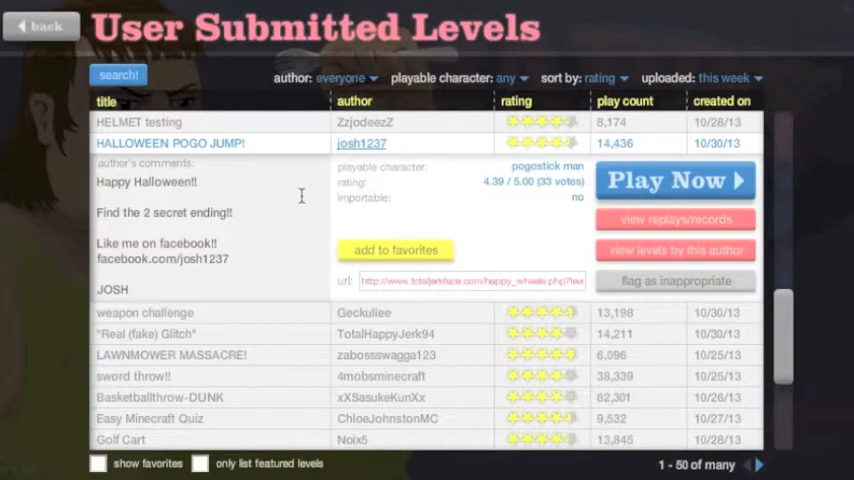 back
User Submitted Levels
search!
author: everyone playable character: any sort by: rating uploaded: this week
title author rating play count created on
HELMET testing ZzjodeezZ 8,174 10/28/13
HALLOWEEN POGO JUMP! josh1237 14,436 10/30/13
author's comments:
Happy Halloween!!
Find the 2 secret ending!!
Like me on facebook!!
facebook.com/josh1237
JOSH
playable character: pogostick man
rating: 4.39 / 5.00 (33 votes)
importable: no
add to favorites
url: http://www.totaljerkface.com/happy_wheels.php?lev
Play Now
view replays/records
view levels by this author
flag as inappropriate
weapon challenge Geckuliee 13,198 10/30/13
"Real (fake) Glitch" TotalHappyJerk94 14,211 10/30/13
LAWNMOWER MASSACRE! zabossswagga123 6,096 10/25/13
sword throw!! 4mobsminecraft 38,339 10/25/13
Basketballthrow-DUNK xXSasukeKunXx 62,301 10/26/13
Easy Minecraft Quiz ChloeJohnstonMC 9,532 10/27/13
Golf Cart Noix5 13,845 10/28/13
show favorites only list featured levels 1 - 50 of many